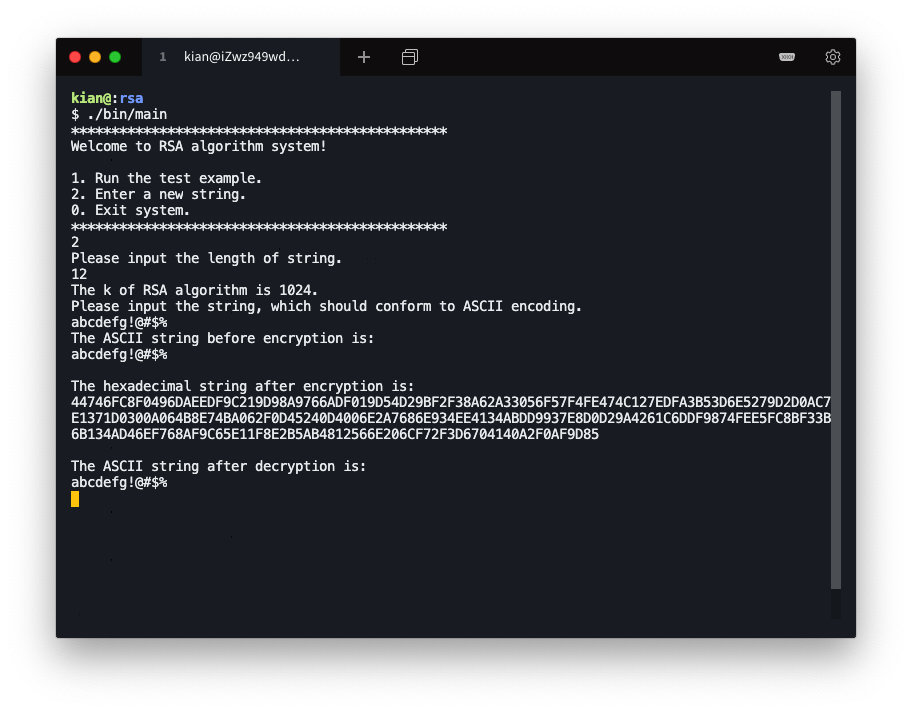 1 kian@iZwz949wd...
kian@:rsa
$ ./bin/main
***********************************************
Welcome to RSA algorithm system!
1. Run the test example.
2. Enter a new string.
0. Exit system.
***********************************************
2
Please input the length of string.
12
The k of RSA algorithm is 1024.
Please input the string, which should conform to ASCII encoding.
abcdefg!@#$%
The ASCII string before encryption is:
abcdefg!@#$%
The hexadecimal string after encryption is:
44746FC8F0496DAEEDF9C219D98A9766ADF019D54D29BF2F38A62A33056F57F4FE474C127EDFA3B53D6E5279D2D0AC7
E1371D0300A064B8E74BA062F0D45240D4006E2A7686E934EE4134ABDD9937E8D0D29A4261C6DDF9874FEE5FC8BF33B
6B134AD46EF768AF9C65E11F8E2B5AB4812566E206CF72F3D6704140A2F0AF9D85
The ASCII string after decryption is:
abcdefg!@#$%